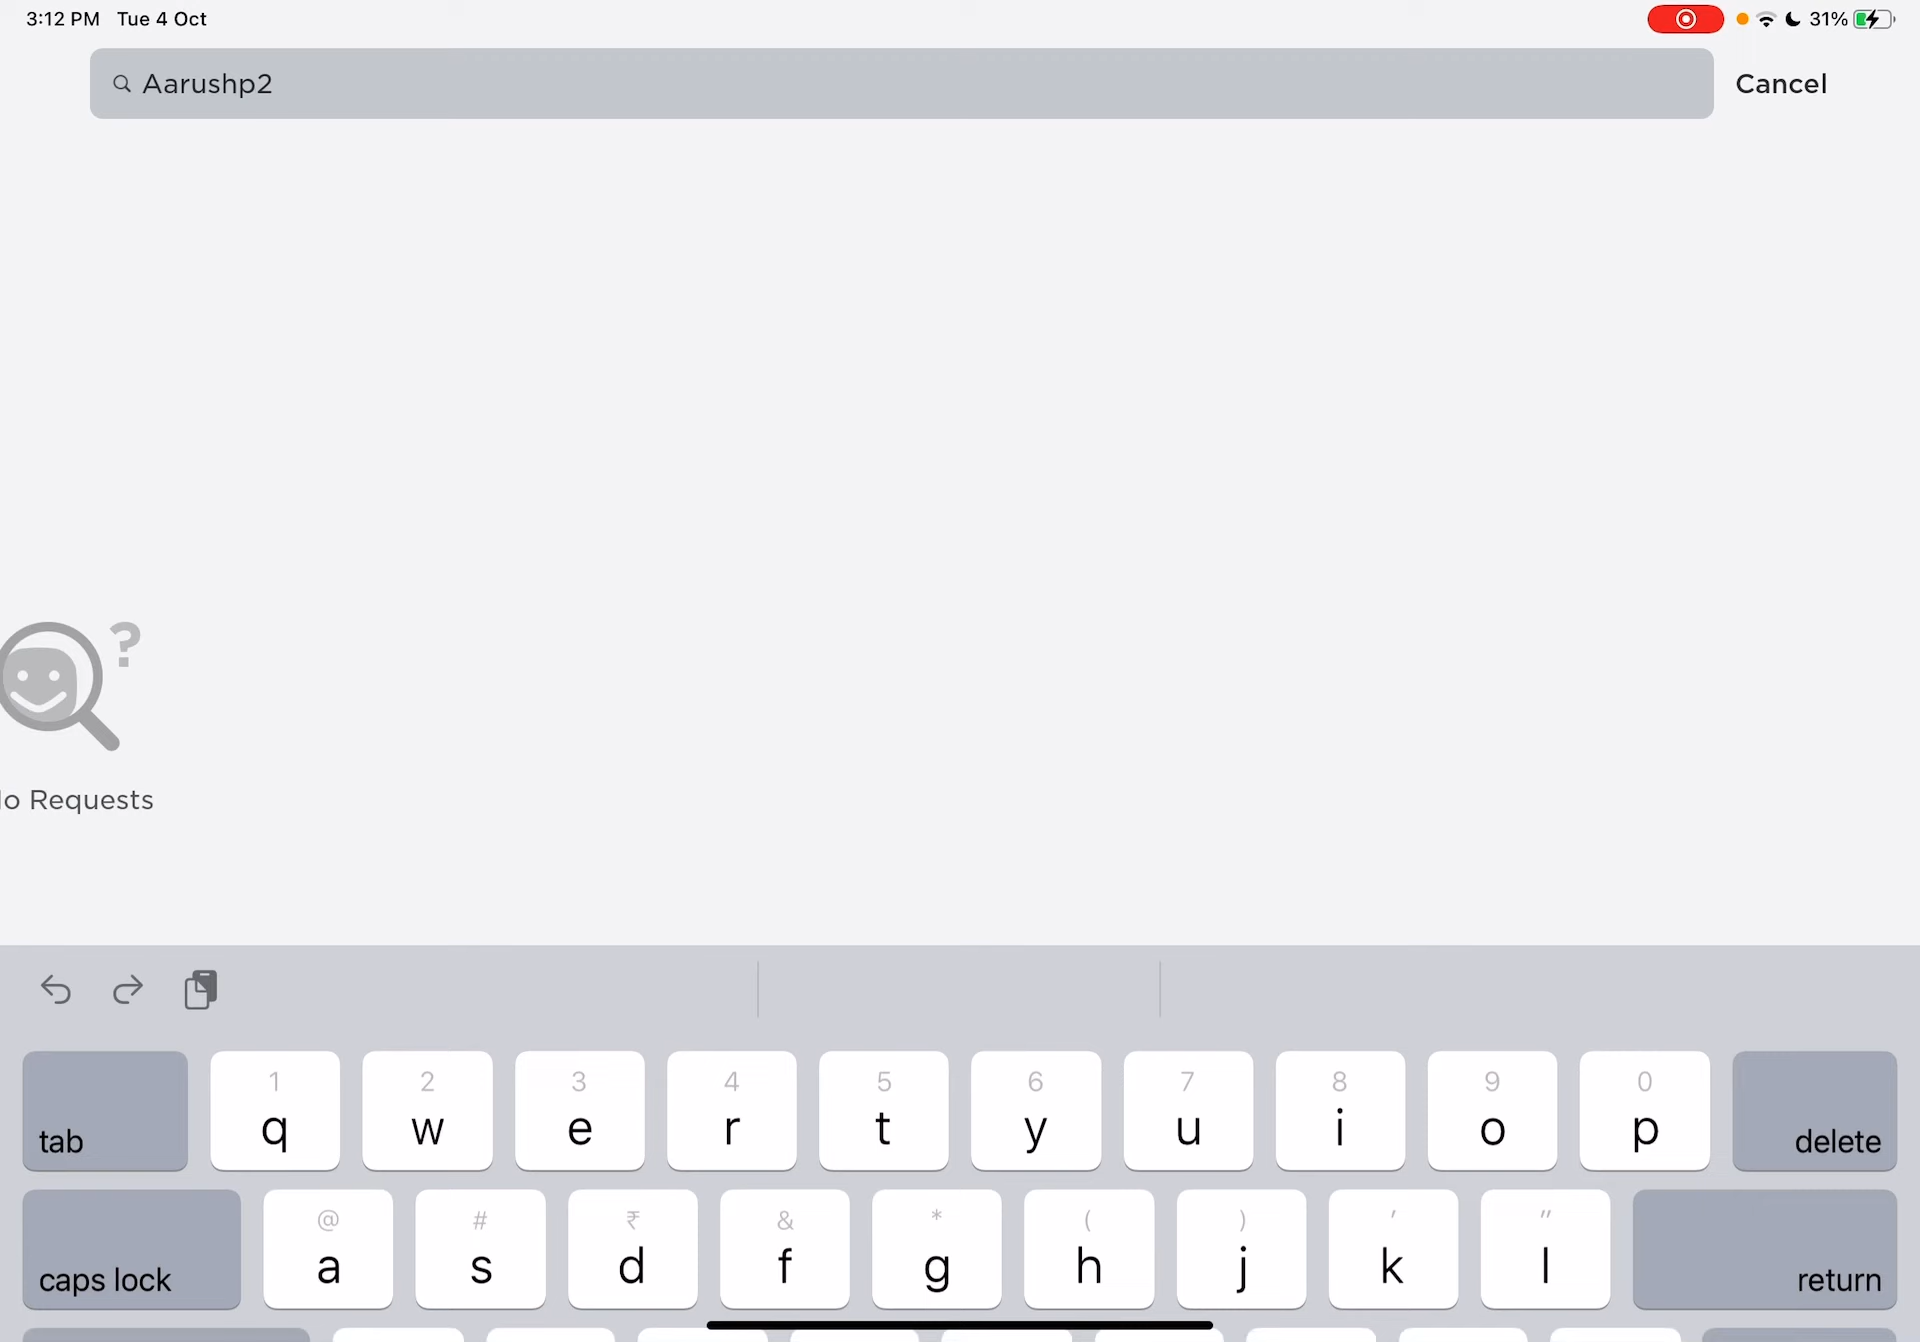 3:12 PM Tue 4 Oct 31%
Aarushp2 Cancel
?
o Requests
tab 1 q 2 w 3 e 4 r 5 t 6 y 7 u 8 i 9 o 0 p delete
caps lock @ a # s ₹ d & f * g ( h ) j ' k " l return